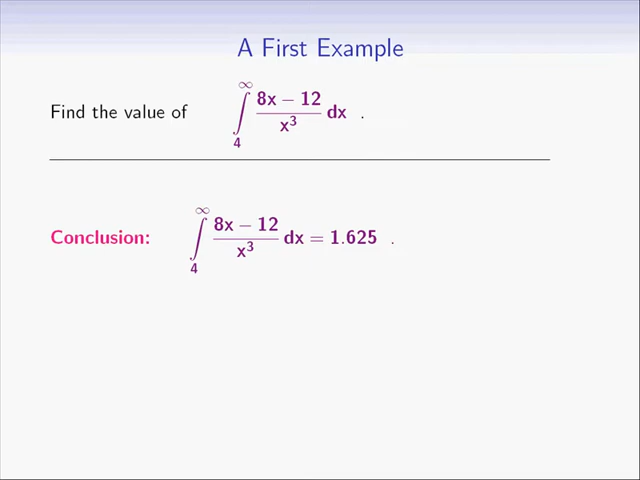 A First Example
Find the value of ∫₄^∞ (8x − 12)/x³ dx .
Conclusion: ∫₄^∞ (8x − 12)/x³ dx = 1.625 .